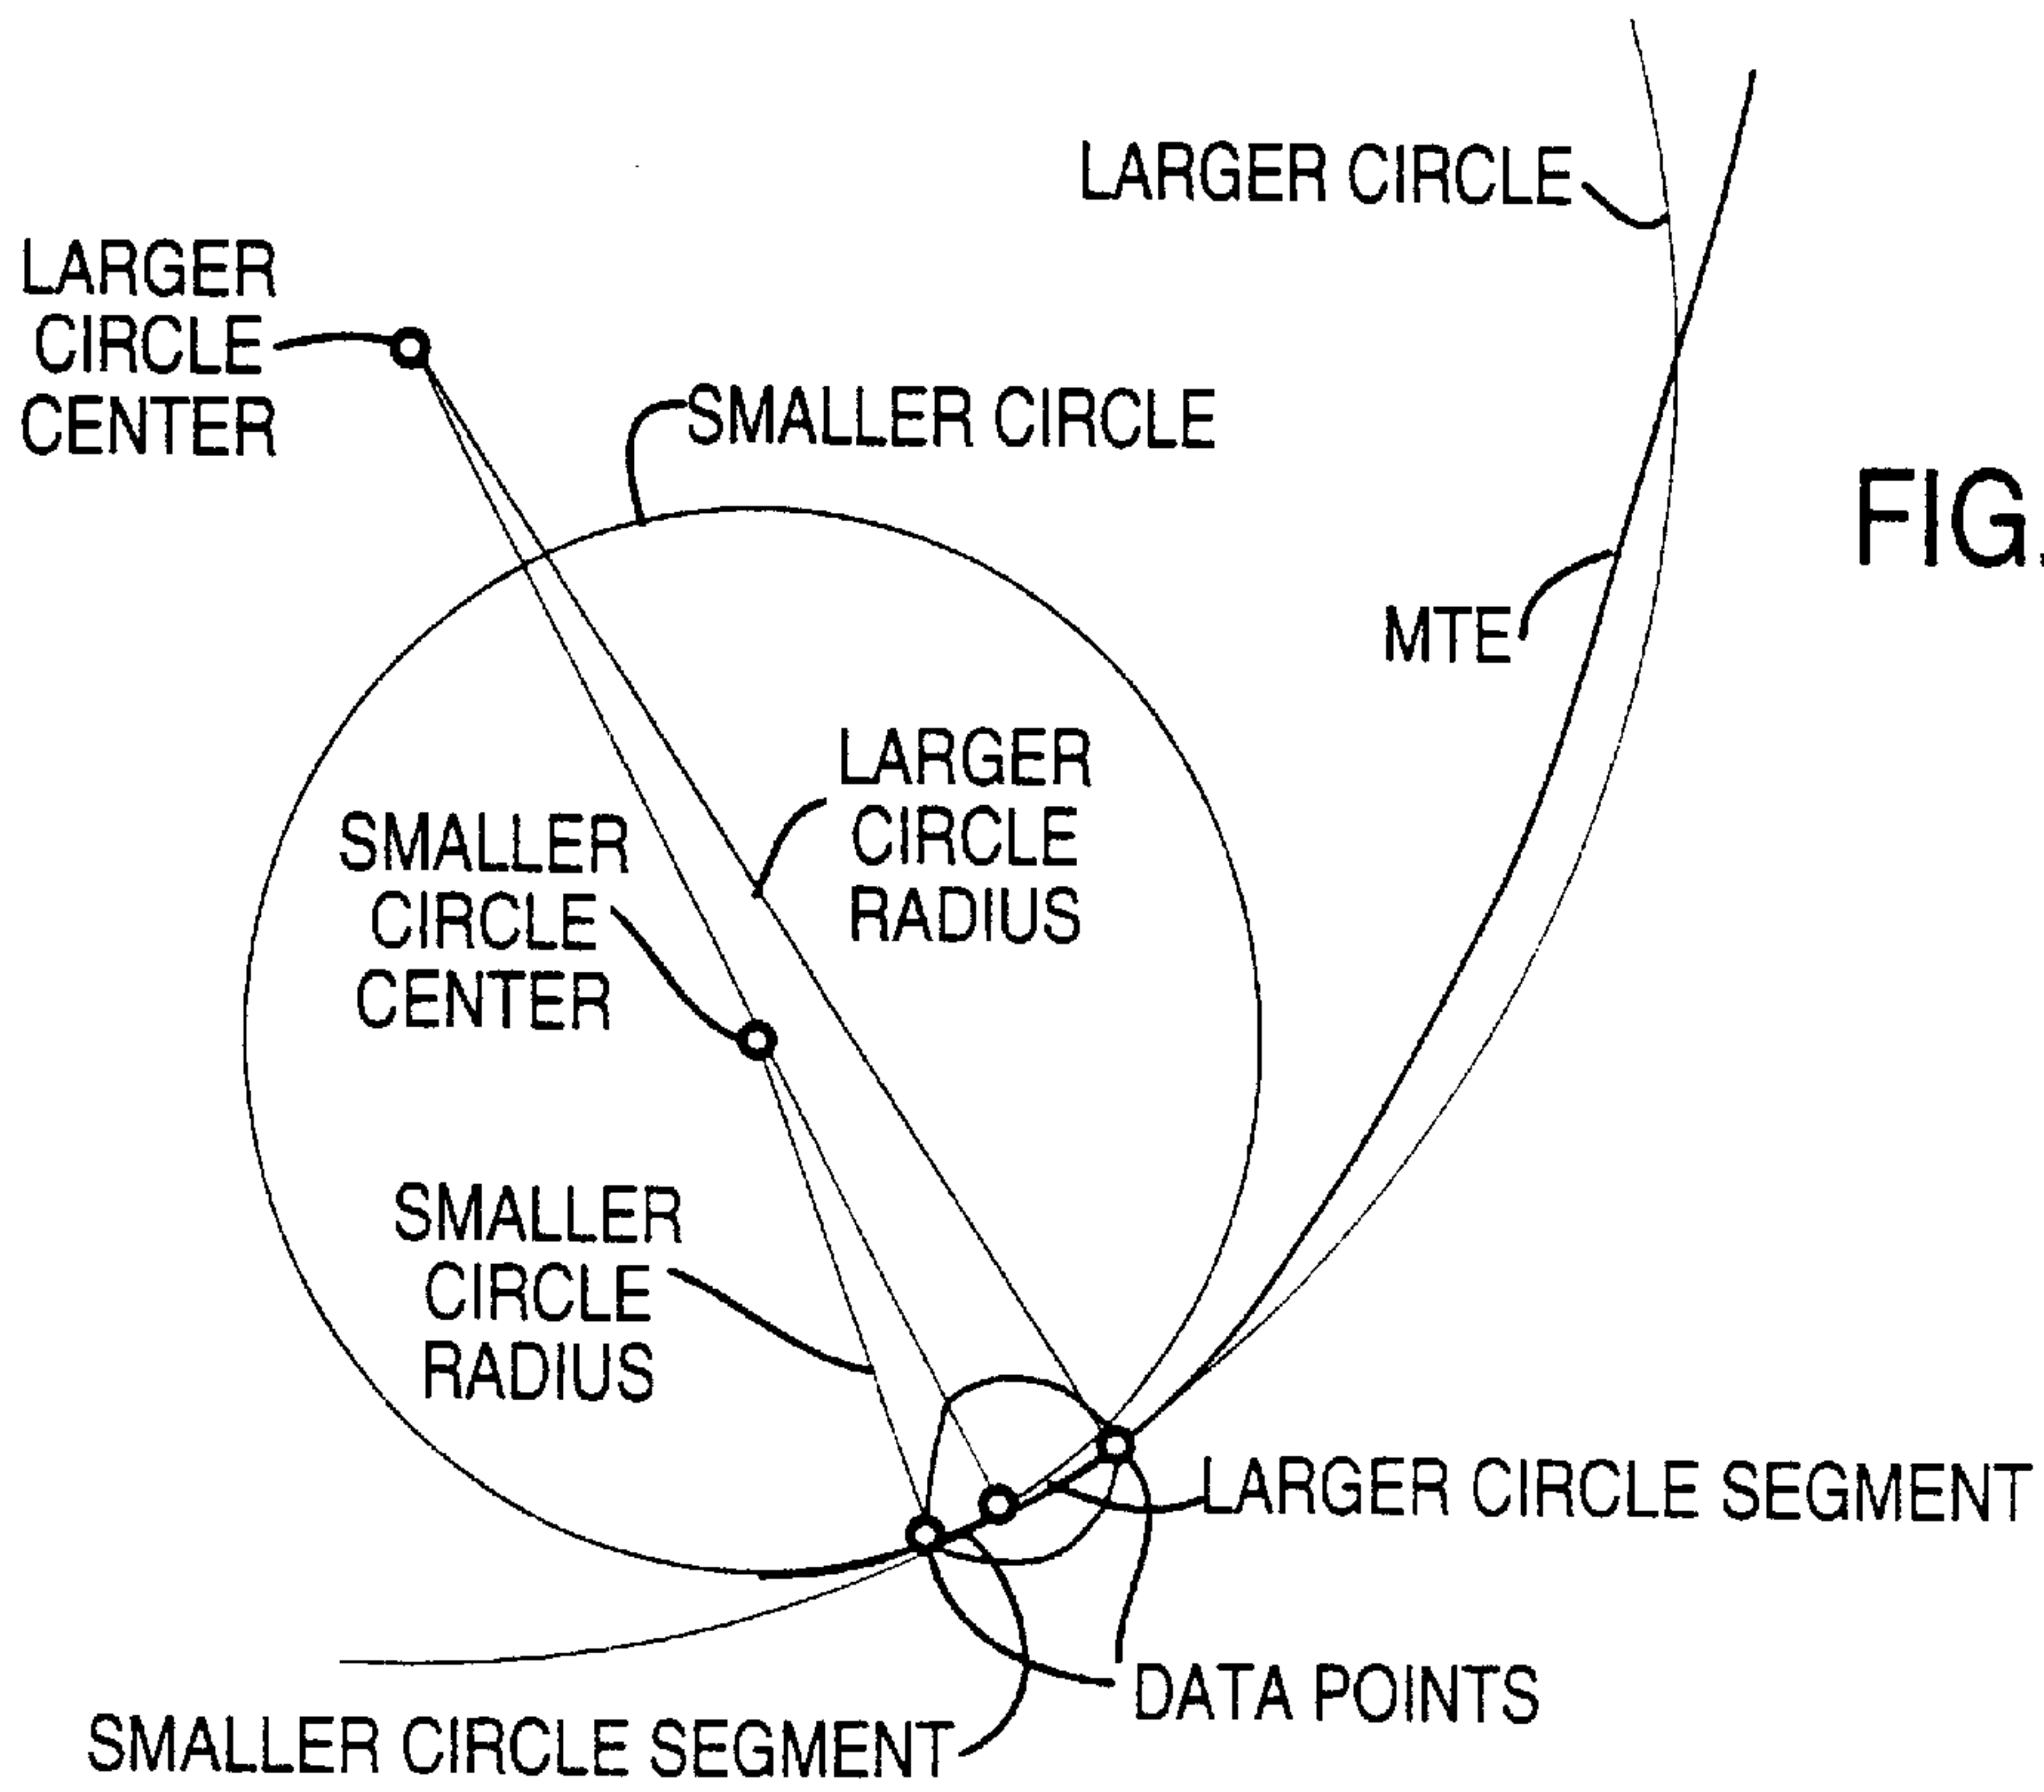 LARGER CIRCLE
LARGER
CIRCLE
CENTER
SMALLER CIRCLE
FIG.
MTE
LARGER
CIRCLE
RADIUS
SMALLER
CIRCLE
CENTER
SMALLER
CIRCLE
RADIUS
LARGER CIRCLE SEGMENT
DATA POINTS
SMALLER CIRCLE SEGMENT